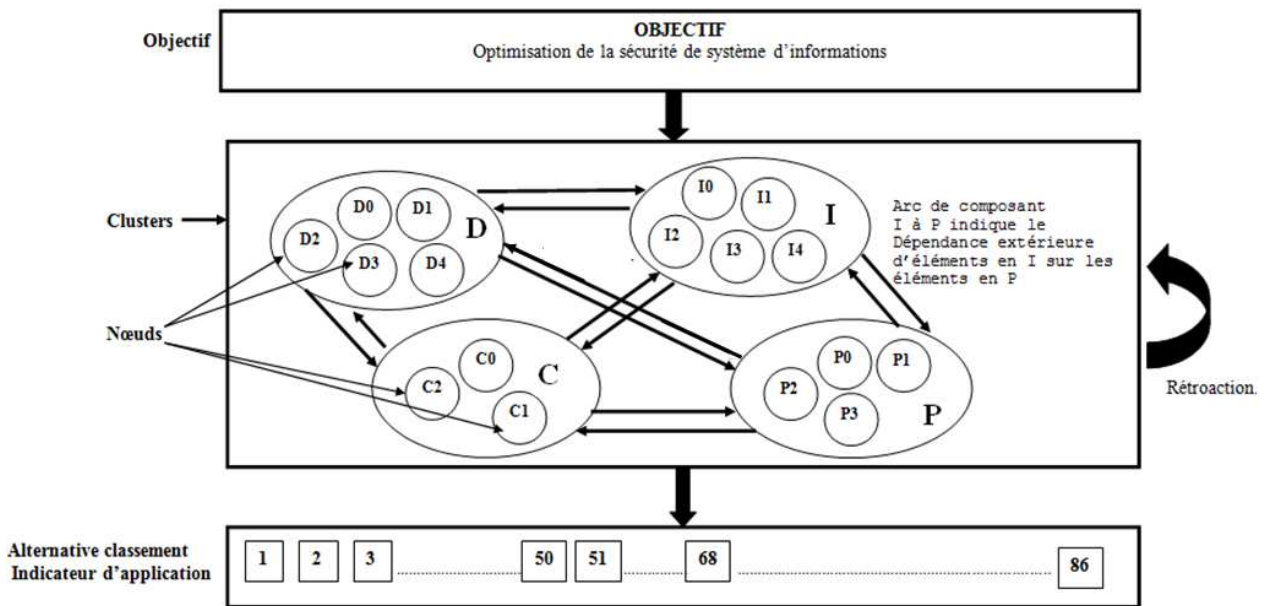 Objectif
OBJECTIF
Optimisation de la sécurité de système d'informations
Clusters
D0
D1
D2
D3
D4
D
I0
I1
I2
I3
I4
I
Arc de composant
I à P indique le
Dépendance extérieure
d'éléments en I sur les
éléments en P
Nœuds
C0
C2
C1
C
P0
P1
P2
P3
P
Rétroaction.
Alternative classement
Indicateur d'application
1 2 3 ........ 50 51 ........ 68 ........ 86